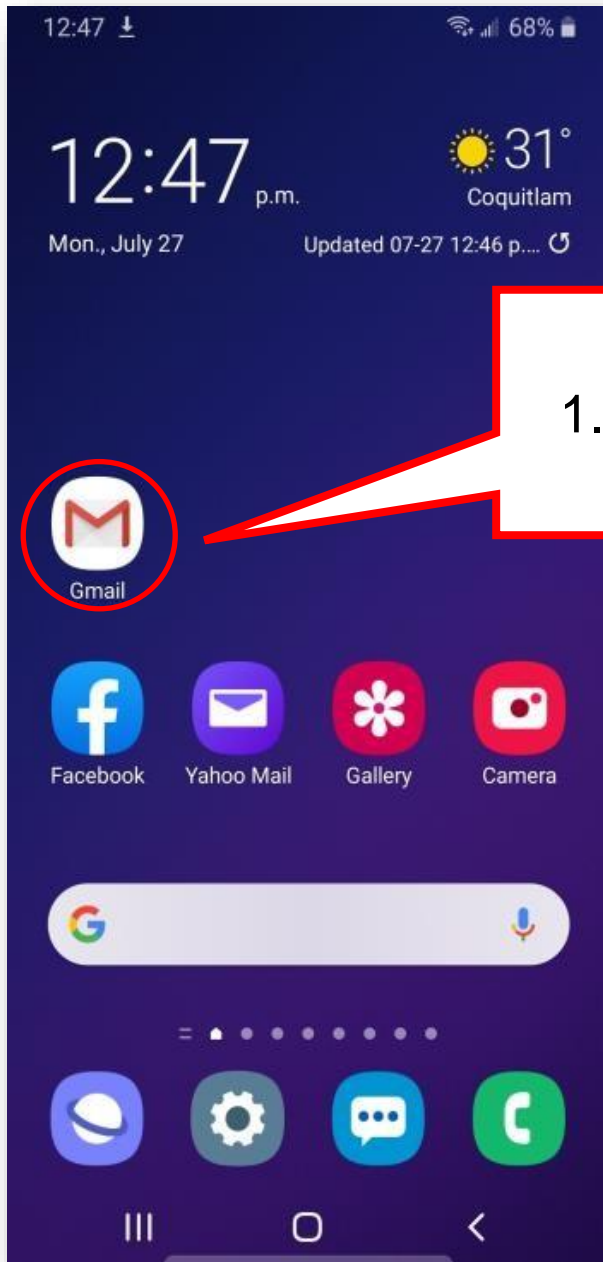 12:47 68%
12:47 p.m.
31°
Coquitlam
Mon., July 27
Updated 07-27 12:46 p....
1.
Gmail
Facebook Yahoo Mail Gallery Camera